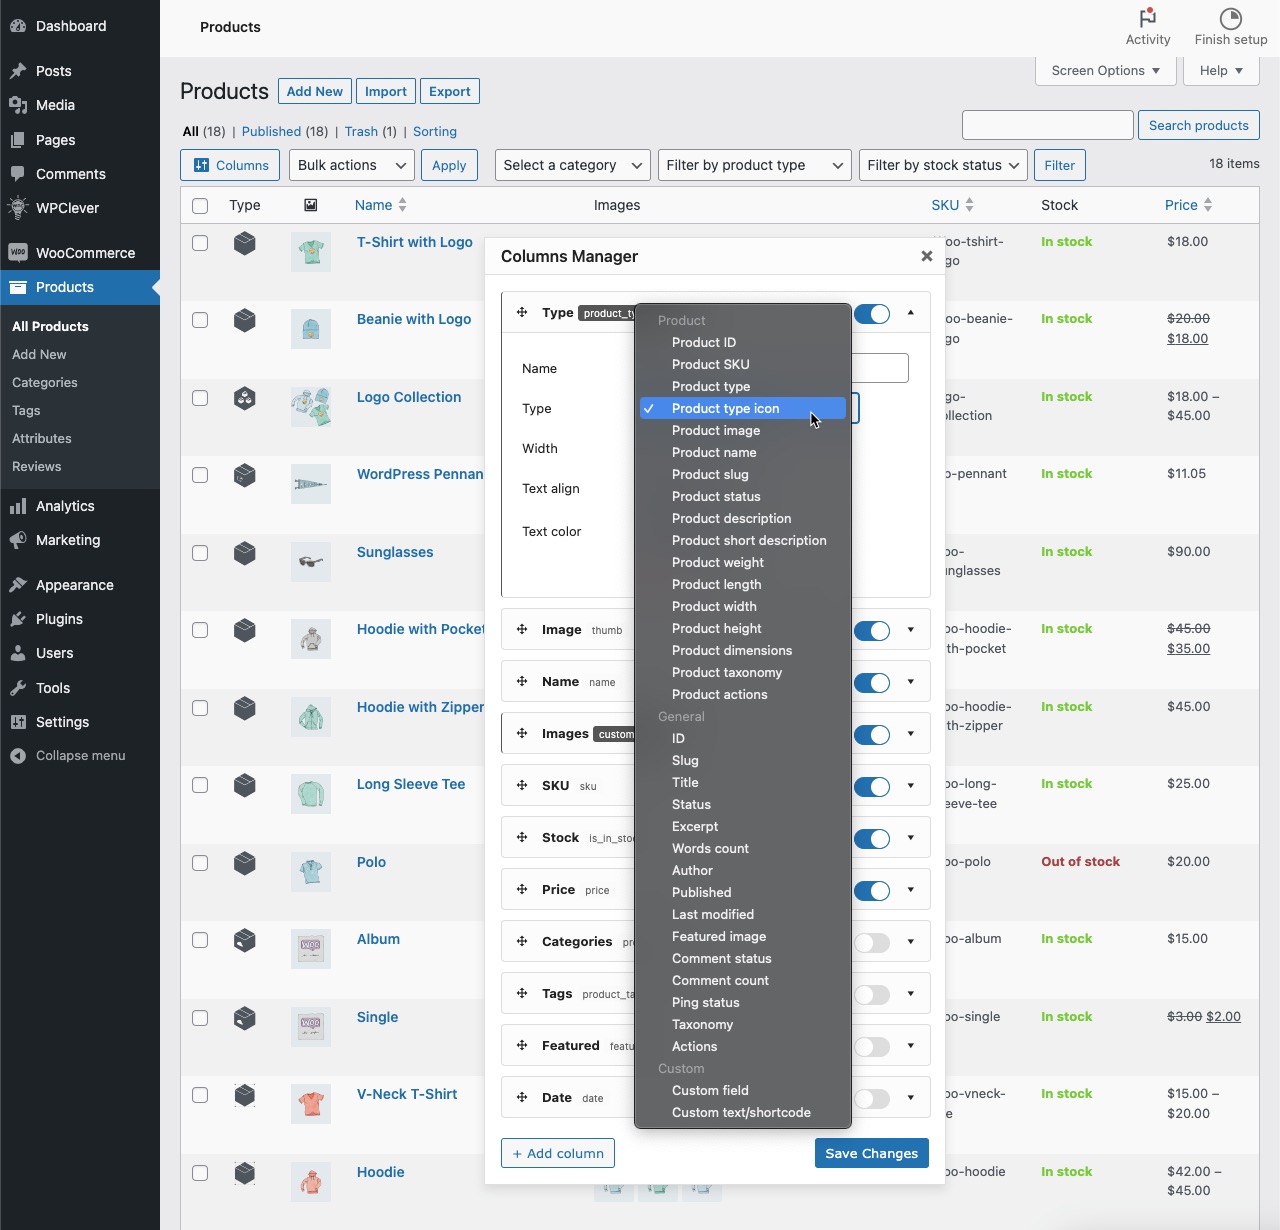 Dashboard
Posts
Media
Pages
Comments
WPClever
WooCommerce
Products
All Products
Add New
Categories
Tags
Attributes
Reviews
Analytics
Marketing
Appearance
Plugins
Users
Tools
Settings
Collapse menu
Products
Activity
Finish setup
Screen Options
Help
Products
Add New
Import
Export
All (18) | Published (18) | Trash (1) | Sorting
Search products
Columns
Bulk actions
Apply
Select a category
Filter by product type
Filter by stock status
Filter
18 items
Type
Name
Images
SKU
Stock
Price
T-Shirt with Logo
oo-tshirt-
go
In stock
$18.00
Beanie with Logo
oo-beanie-
go
In stock
$20.00
$18.00
Logo Collection
go-
llection
In stock
$18.00 –
$45.00
WordPress Pennan
o-pennant
In stock
$11.05
Sunglasses
oo-
nglasses
In stock
$90.00
Hoodie with Pocket
oo-hoodie-
th-pocket
In stock
$45.00
$35.00
Hoodie with Zipper
oo-hoodie-
th-zipper
In stock
$45.00
Long Sleeve Tee
oo-long-
eeve-tee
In stock
$25.00
Polo
oo-polo
Out of stock
$20.00
Album
oo-album
In stock
$15.00
Single
oo-single
In stock
$3.00 $2.00
V-Neck T-Shirt
oo-vneck-
e
In stock
$15.00 –
$20.00
Hoodie
oo-hoodie
In stock
$42.00 –
$45.00
Columns Manager
Type product_ty
Name
Type
Width
Text align
Text color
Image thumb
Name name
Images custom
SKU sku
Stock is_in_sto
Price price
Categories pr
Tags product_ta
Featured featu
Date date
+ Add column
Save Changes
Product
Product ID
Product SKU
Product type
Product type icon
Product image
Product name
Product slug
Product status
Product description
Product short description
Product weight
Product length
Product width
Product height
Product dimensions
Product taxonomy
Product actions
General
ID
Slug
Title
Status
Excerpt
Words count
Author
Published
Last modified
Featured image
Comment status
Comment count
Ping status
Taxonomy
Actions
Custom
Custom field
Custom text/shortcode